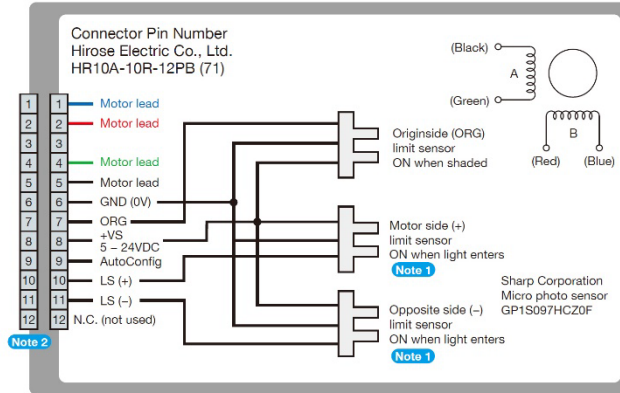 Connector Pin Number
Hirose Electric Co., Ltd.
HR10A-10R-12PB (71)
(Black)
A
(Green)
B
(Red) (Blue)
1 1 Motor lead
2 2 Motor lead
3 3
4 4 Motor lead
5 5 Motor lead
6 6 GND (0V)
7 7 ORG
8 8 +VS
5 – 24VDC
9 9 AutoConfig
10 10 LS (+)
11 11 LS (–)
12 12 N.C. (not used)
Note 2
Originside (ORG)
limit sensor
ON when shaded
Motor side (+)
limit sensor
ON when light enters
Note 1
Opposite side (–)
limit sensor
ON when light enters
Note 1
Sharp Corporation
Micro photo sensor
GP1S097HCZ0F